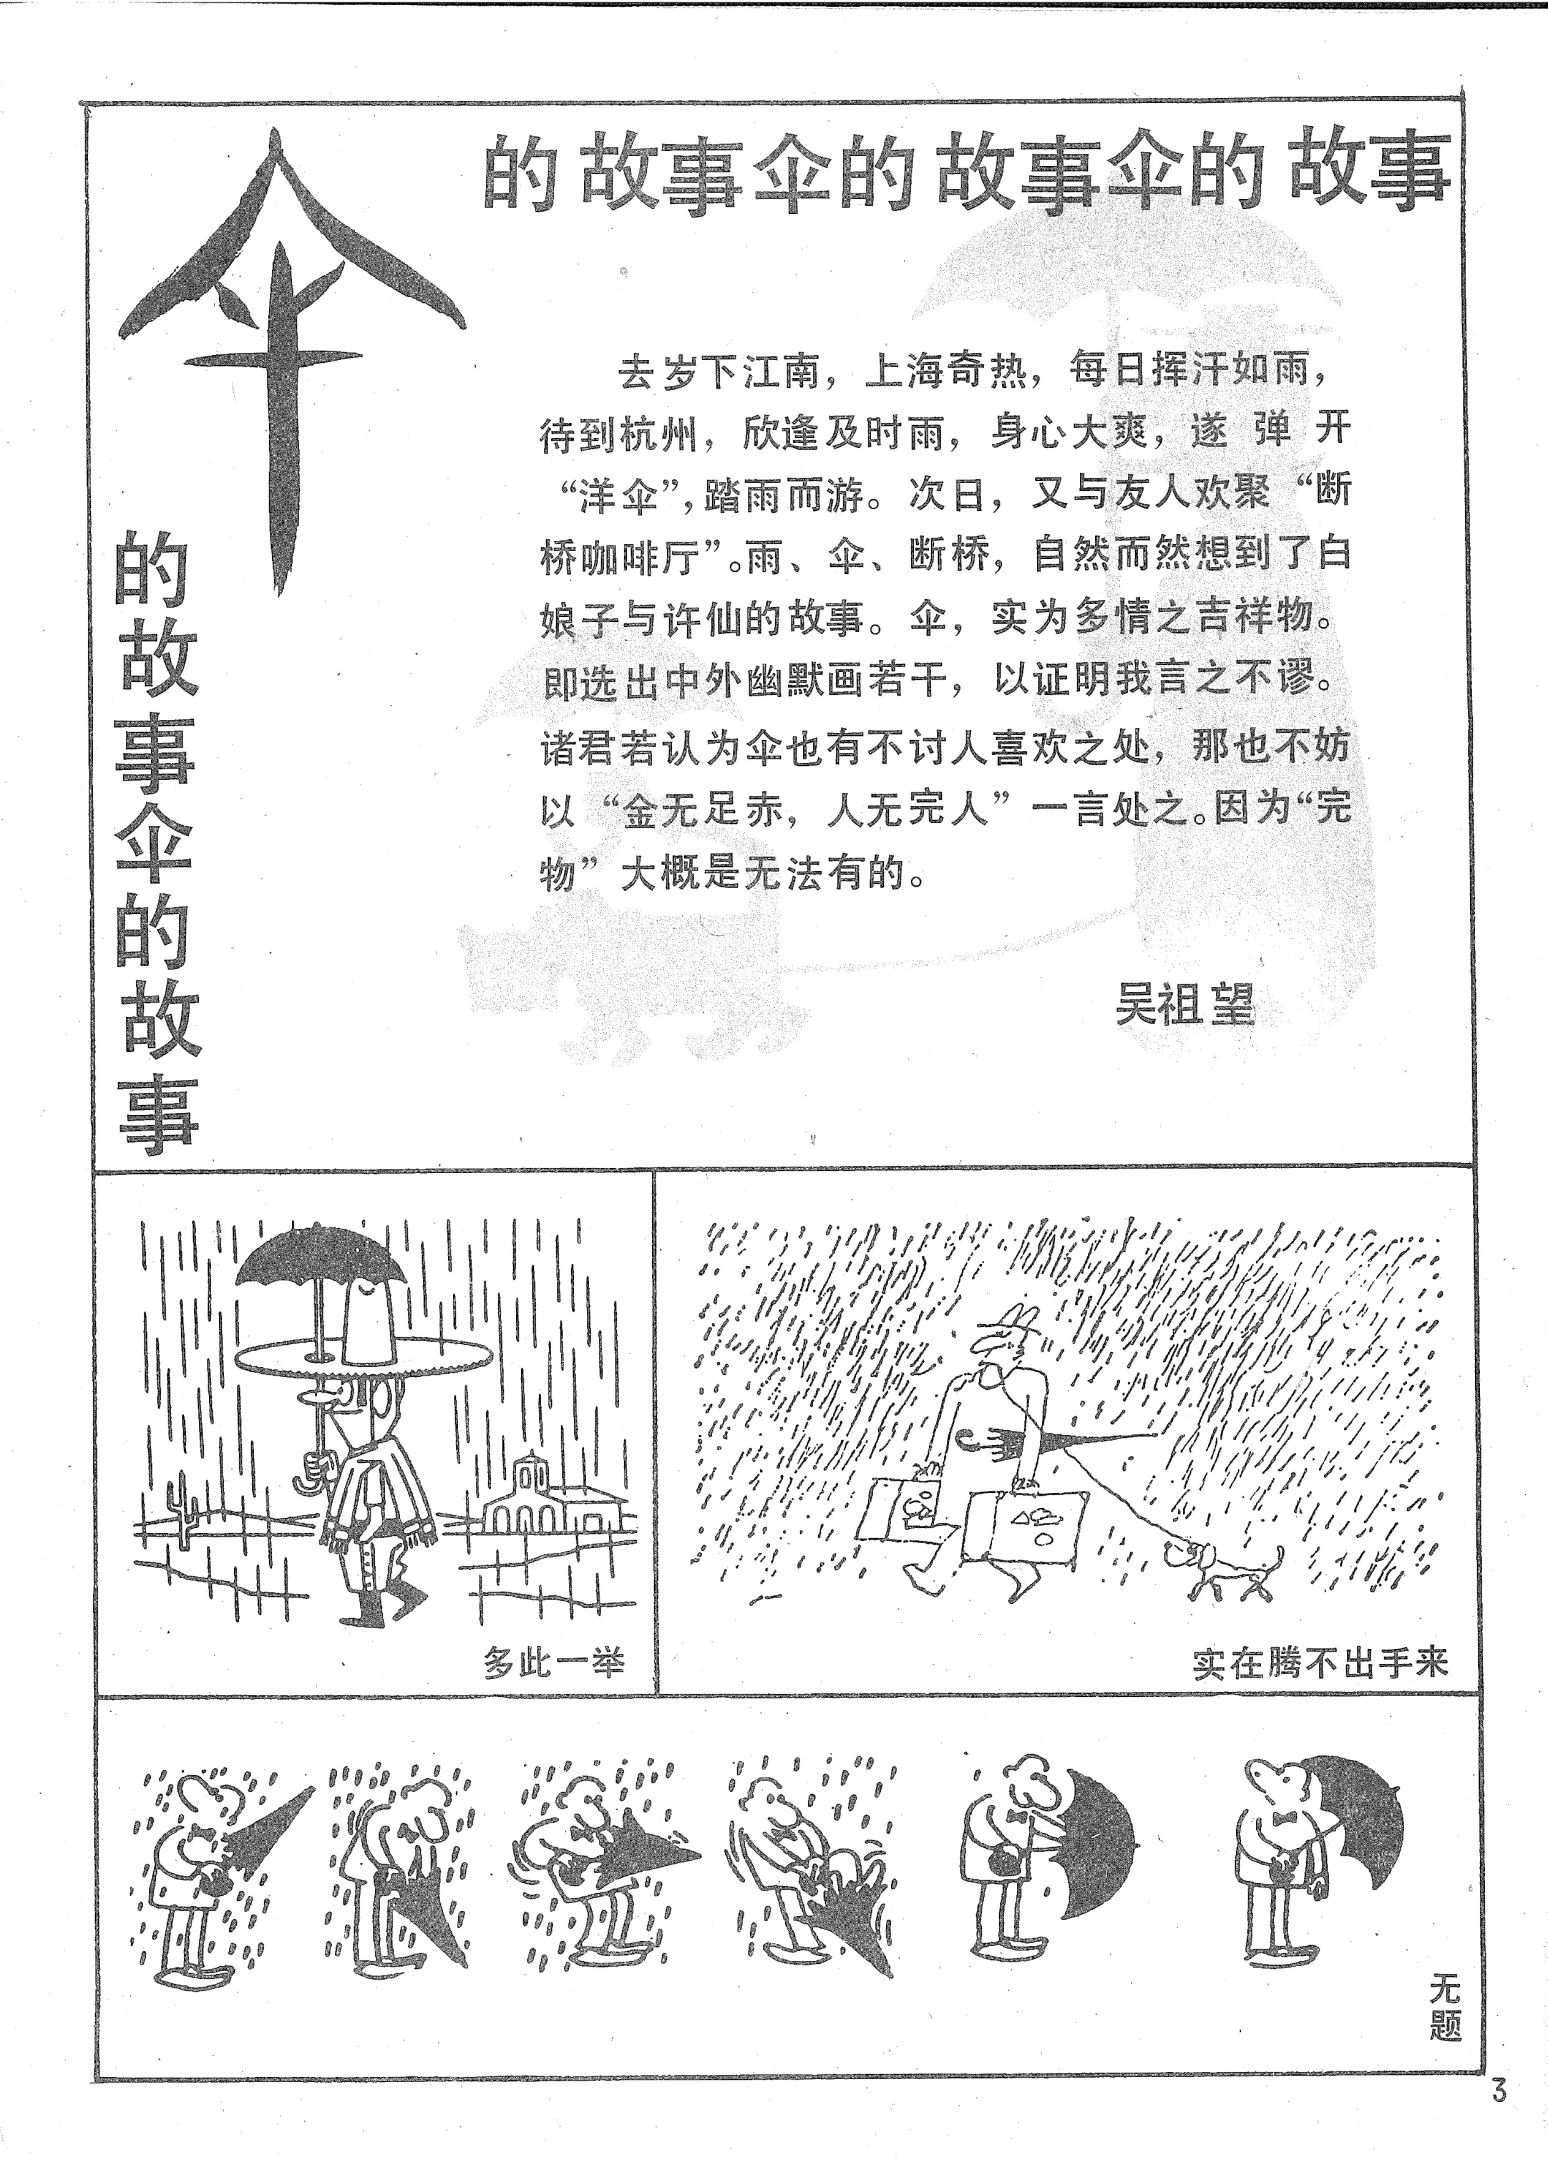 伞
的故事伞的故事伞的故事
的故事伞的故事
去岁下江南，上海奇热，每日挥汗如雨，
待到杭州，欣逢及时雨，身心大爽，遂弹开
“洋伞”，踏雨而游。次日，又与友人欢聚“断
桥咖啡厅”。雨、伞、断桥，自然而然想到了白
娘子与许仙的故事。伞，实为多情之吉祥物。
即选出中外幽默画若干，以证明我言之不谬。
诸君若认为伞也有不讨人喜欢之处，那也不妨
以“金无足赤，人无完人”一言处之。因为“完
物”大概是无法有的。
吴祖望
多此一举
实在腾不出手来
无题
3